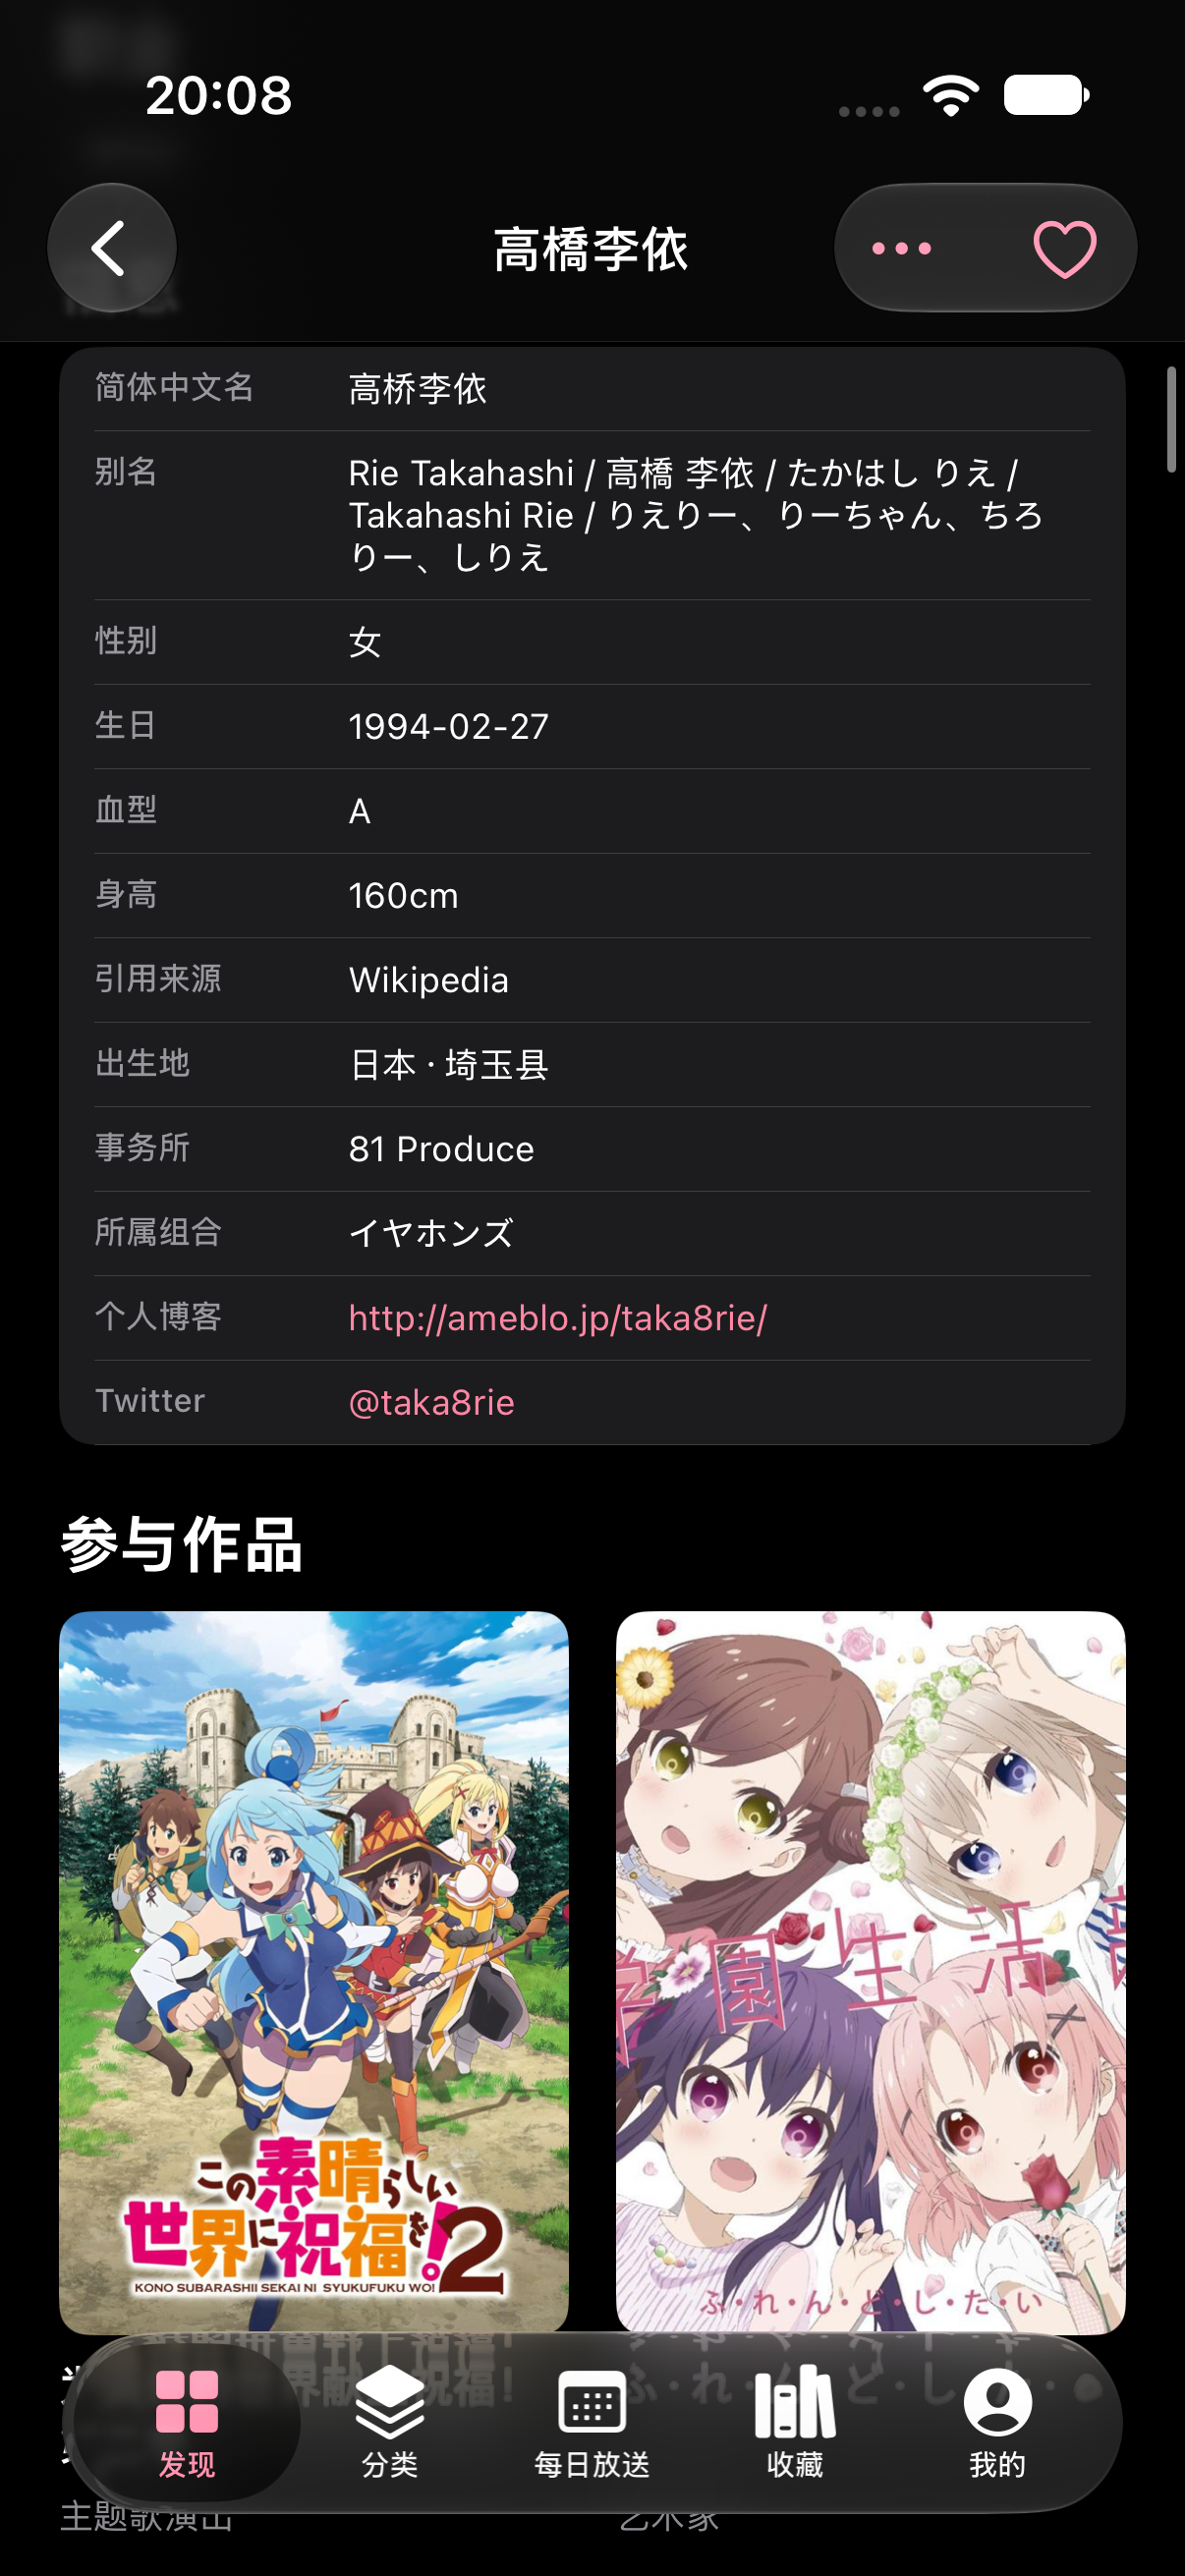 20:08
高橋李依
简体中文名 高桥李依
别名 Rie Takahashi / 高橋 李依 / たかはし りえ /
Takahashi Rie / りえりー、りーちゃん、ちろ
りー、しりえ
性别 女
生日 1994-02-27
血型 A
身高 160cm
引用来源 Wikipedia
出生地 日本 · 埼玉县
事务所 81 Produce
所属组合 イヤホンズ
个人博客 http://ameblo.jp/taka8rie/
Twitter @taka8rie
参与作品
この素晴らしい
世界に祝福を!2
KONO SUBARASHII SEKAI NI SYUKUFUKU WO!
学園生活部
ふ・れ・ん・ど・し・た・い
发现 分类 每日放送 收藏 我的
主题歌演出 艺术家